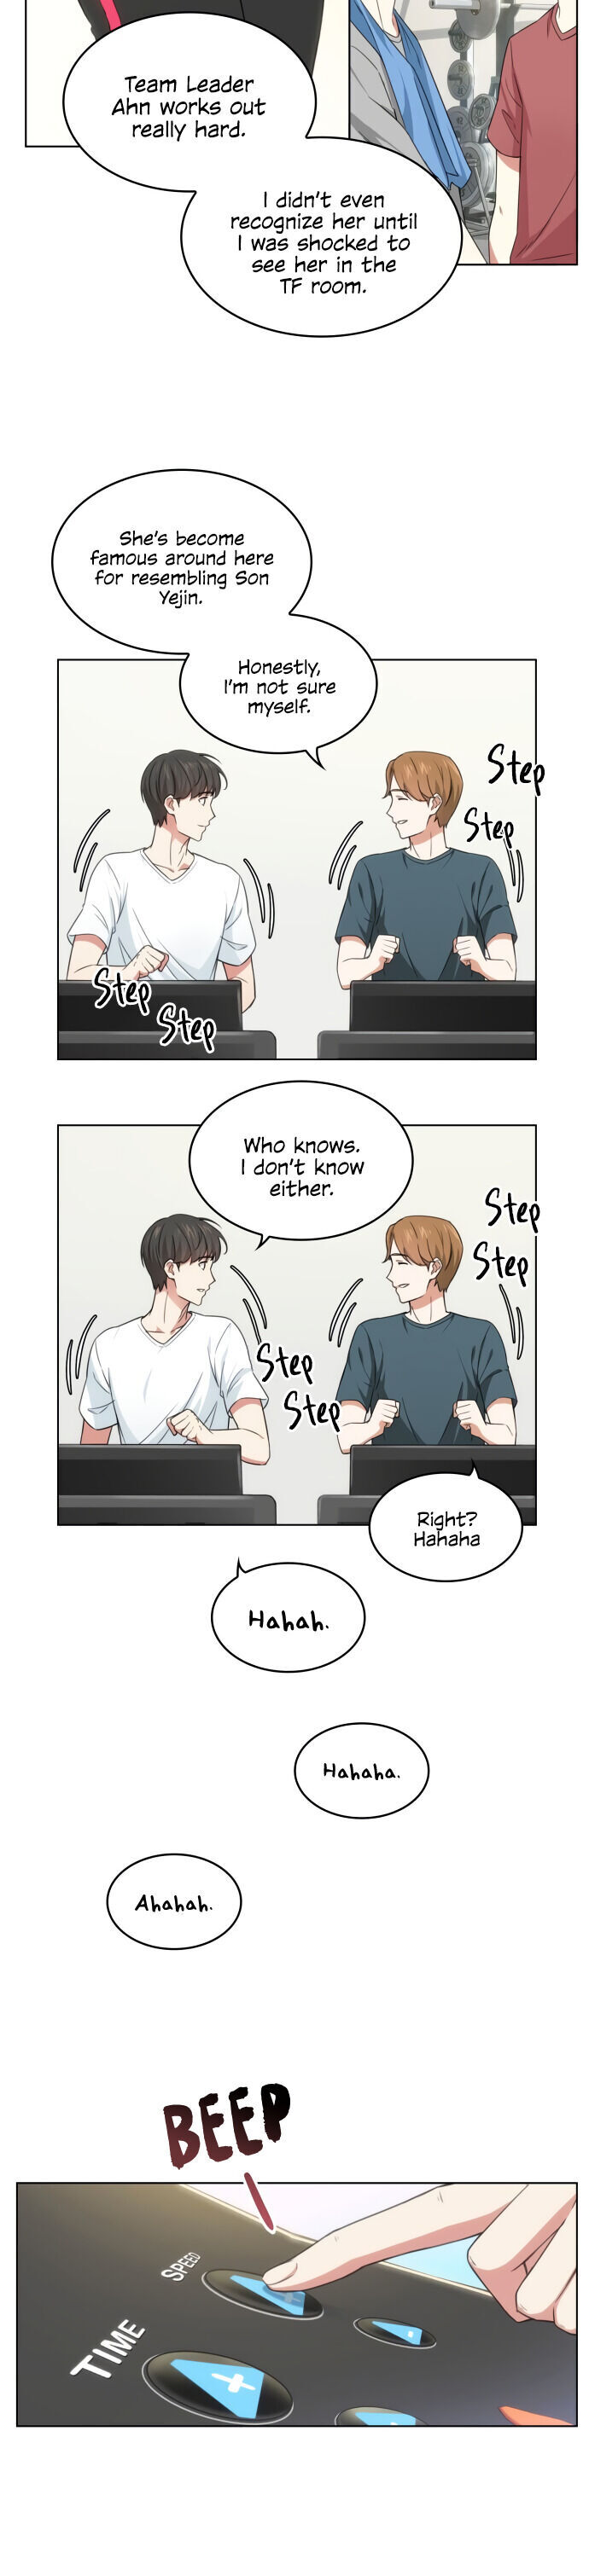 Team Leader
Ahn works out
really hard.
I didn't even
recognize her until
I was shocked to
see her in the
TF room.
She's become
famous around here
for resembling Son
Yejin.
Honestly,
I'm not sure
myself.
Step
Step
Step
Step
Who knows.
I don't know
either.
Step
Step
Step
Step
Right?
Hahaha
Hahah.
Hahaha.
Ahahah.
BEEP
SPEED
TIME